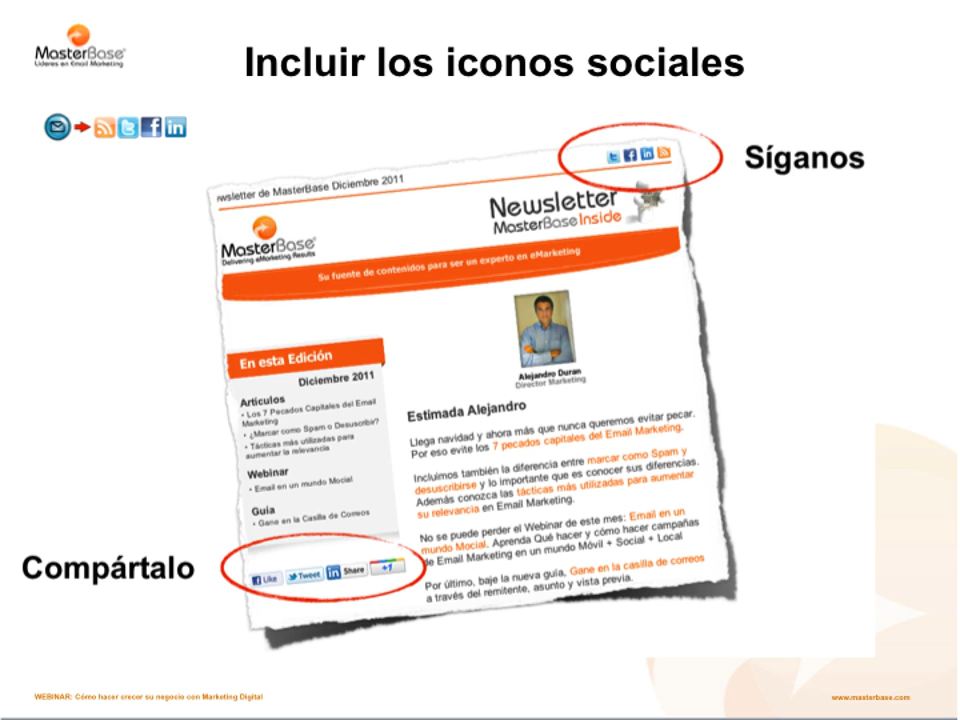 MasterBase
Líderes en Email Marketing
Incluir los iconos sociales
Síganos
wsletter de MasterBase Diciembre 2011
Newsletter
MasterBase Inside
MasterBase
Delivering eMarketing Results
Su fuente de contenidos para ser un experto en eMarketing
Alejandro Duran
Director Marketing
En esta Edición
Diciembre 2011
Artículos
• Los 7 Pecados Capitales del Email
Marketing
• ¿Marcar como Spam o Desuscribir?
• Tácticas más utilizadas para
aumentar la relevancia
Webinar
• Email en un mundo Mocial
Guía
• Gane en la Casilla de Correos
Estimada Alejandro
Llega navidad y ahora más que nunca queremos evitar pecar.
Por eso evite los 7 pecados capitales del Email Marketing.
Incluimos también la diferencia entre marcar como Spam y
desuscribirse y lo importante que es conocer sus diferencias.
Además conozca las tácticas más utilizadas para aumentar
su relevancia en Email Marketing.
No se puede perder el Webinar de este mes: Email en un
mundo Mocial. Aprenda Qué hacer y cómo hacer campañas
de Email Marketing en un mundo Móvil + Social + Local
Por último, baje la nueva guía, Gane en la casilla de correos
a través del remitente, asunto y vista previa.
Compártalo
Like
Tweet
in Share
+1
WEBINAR: Cómo hacer crecer su negocio con Marketing Digital
www.masterbase.com